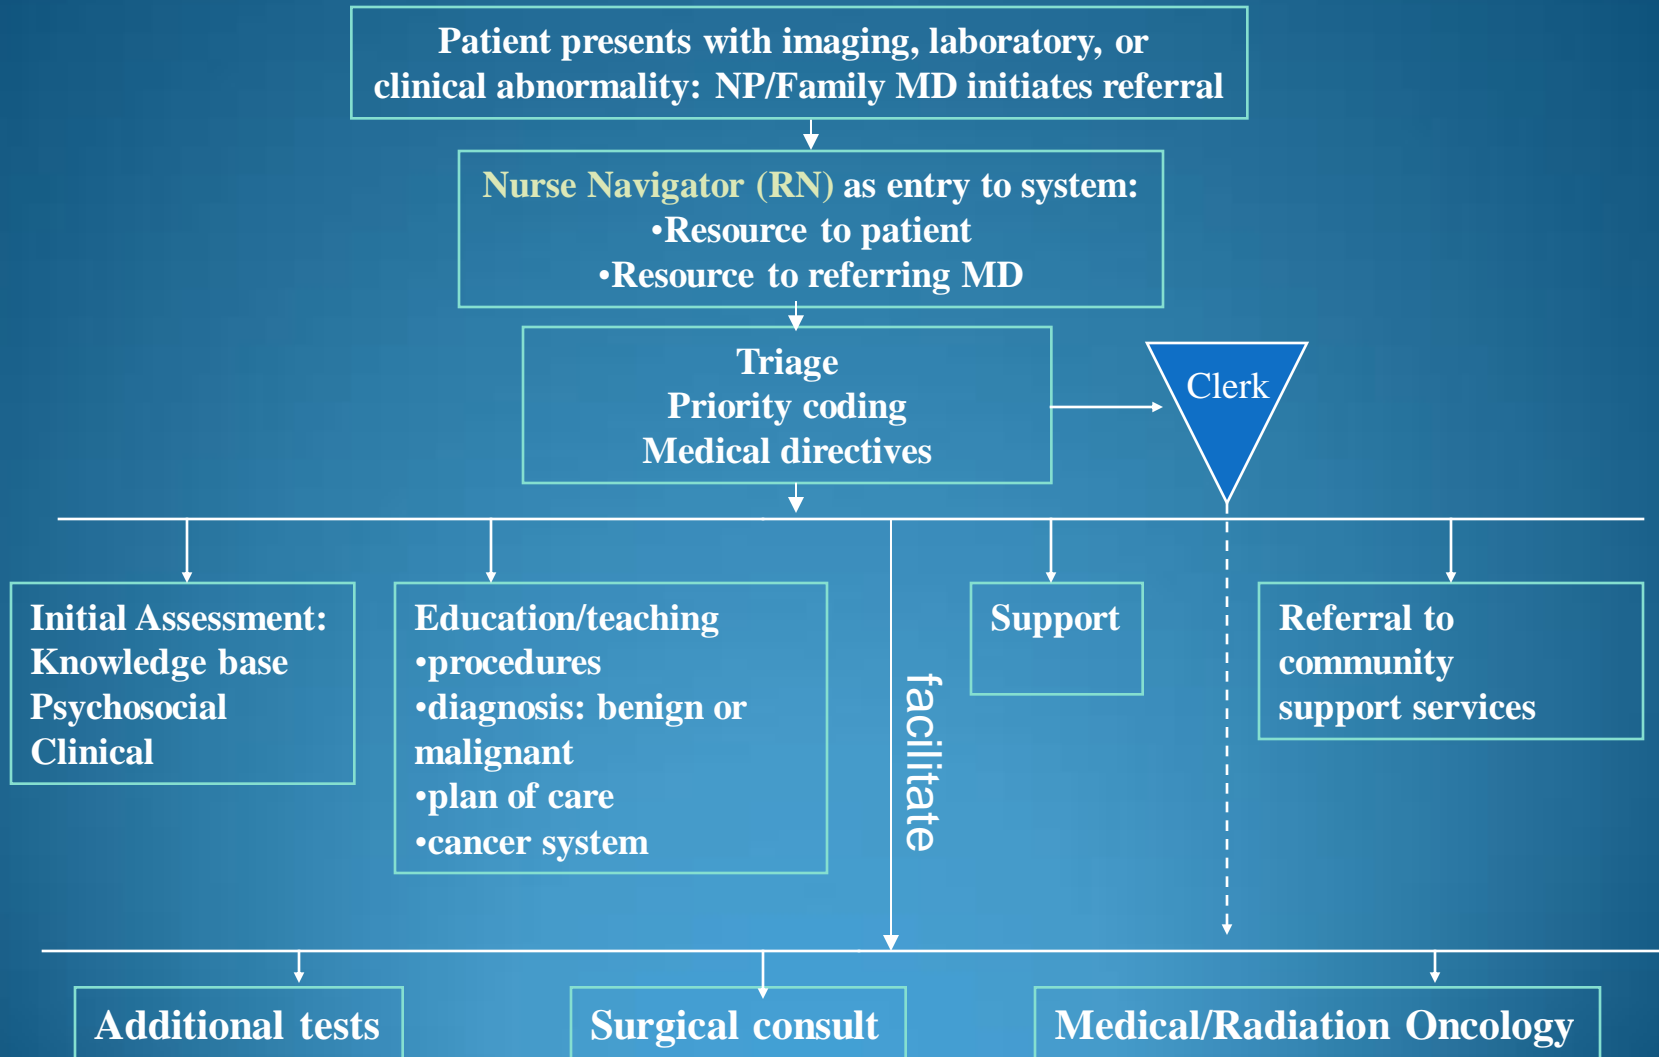 Patient presents with imaging, laboratory, or
clinical abnormality: NP/Family MD initiates referral
Nurse Navigator (RN) as entry to system:
•Resource to patient
•Resource to referring MD
Triage
Priority coding
Medical directives
Clerk
Initial Assessment:
Knowledge base
Psychosocial
Clinical
Education/teaching
•procedures
•diagnosis: benign or
malignant
•plan of care
•cancer system
facilitate
Support
Referral to
community
support services
Additional tests
Surgical consult
Medical/Radiation Oncology